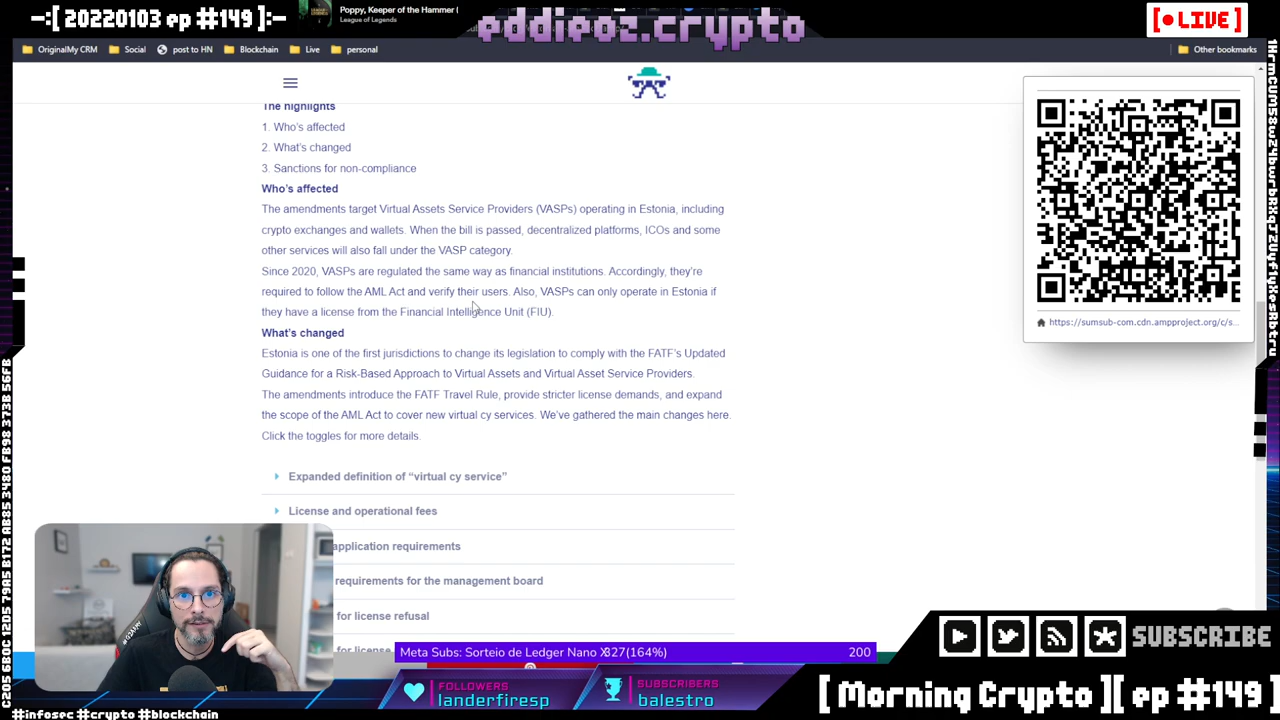 -:[ 20220103 ep #149 ]:-
Poppy, Keeper of the Hammer (
League of Legends
eddieoz.crypto
[● LIVE]
OriginalMy CRM
Social
post to HN
Blockchain
Live
personal
Other bookmarks
The highlights
1. Who's affected
2. What's changed
3. Sanctions for non-compliance
Who's affected
The amendments target Virtual Assets Service Providers (VASPs) operating in Estonia, including
crypto exchanges and wallets. When the bill is passed, decentralized platforms, ICOs and some
other services will also fall under the VASP category.
Since 2020, VASPs are regulated the same way as financial institutions. Accordingly, they're
required to follow the AML Act and verify their users. Also, VASPs can only operate in Estonia if
they have a license from the Financial Intelligence Unit (FIU).
What's changed
Estonia is one of the first jurisdictions to change its legislation to comply with the FATF's Updated
Guidance for a Risk-Based Approach to Virtual Assets and Virtual Asset Service Providers.
The amendments introduce the FATF Travel Rule, provide stricter license demands, and expand
the scope of the AML Act to cover new virtual cy services. We've gathered the main changes here.
Click the toggles for more details.
Expanded definition of “virtual cy service”
License and operational fees
application requirements
requirements for the management board
for license refusal
for license
https://sumsub-com.cdn.ampproject.org/c/s...
Meta Subs: Sorteio de Ledger Nano X
327(164%)
200
FOLLOWERS
landerfiresp
SUBSCRIBERS
balestro
SUBSCRIBE
[ Morning Crypto ][ ep #149 ]
#infosec #crypto #blockchain